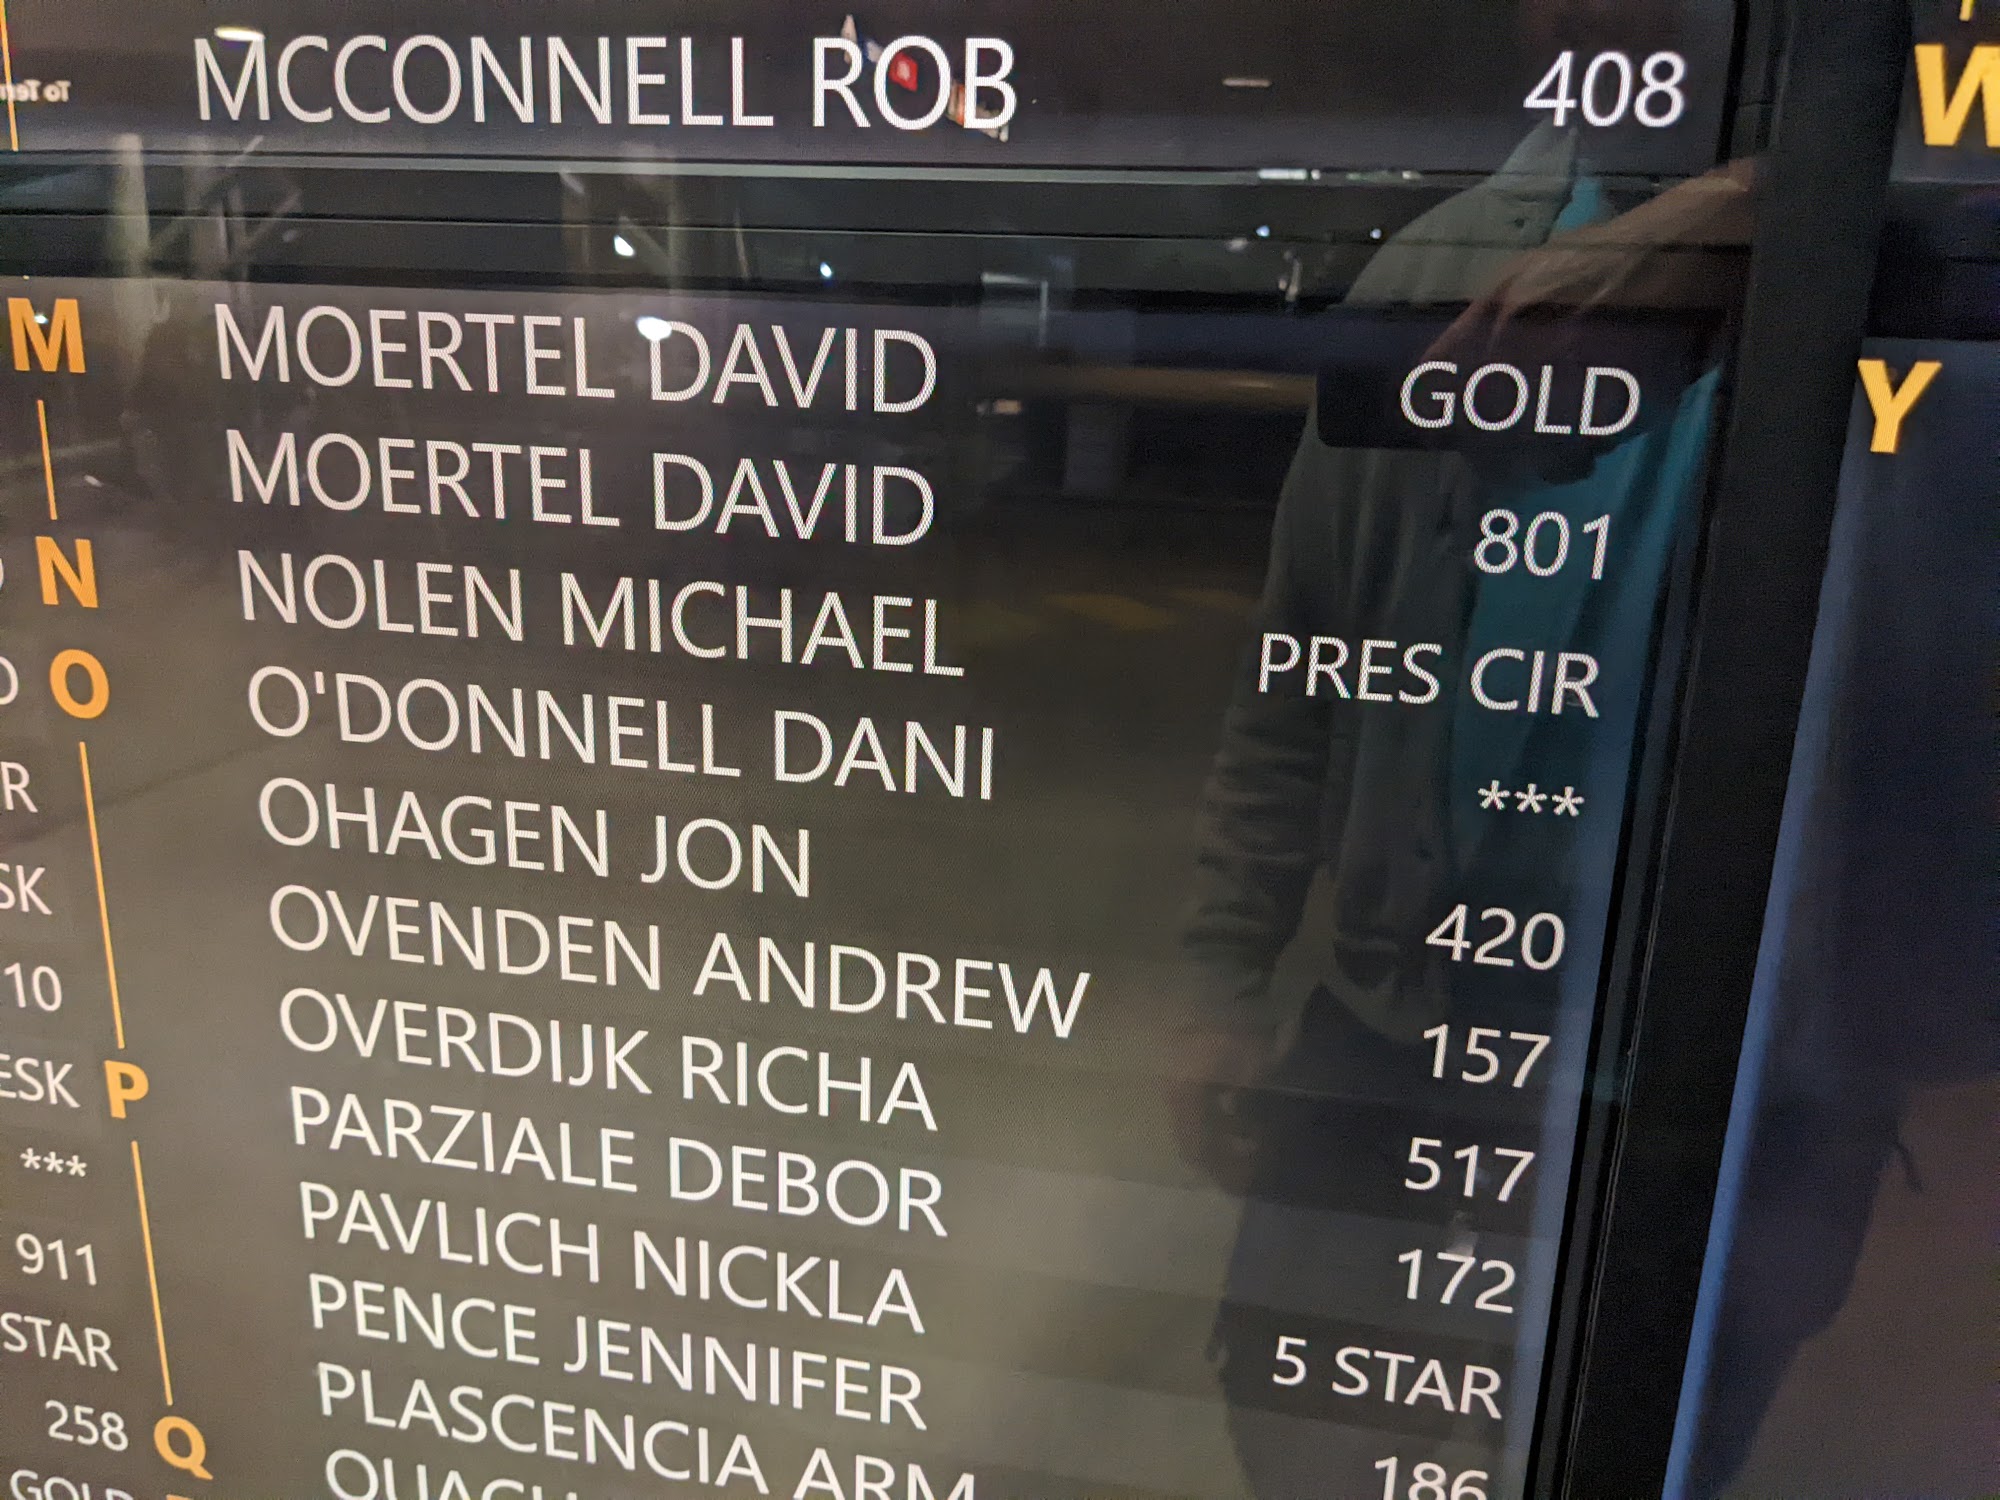 MCCONNELL ROB 408
W
M MOERTEL DAVID GOLD
Y
MOERTEL DAVID 801
N NOLEN MICHAEL PRES CIR
O O'DONNELL DANI ***
OHAGEN JON 420
OVENDEN ANDREW 157
10 OVERDIJK RICHA 517
P PARZIALE DEBOR 172
*** PAVLICH NICKLA 5 STAR
911 PENCE JENNIFER 186
STAR PLASCENCIA ARM
258 Q
GOLD